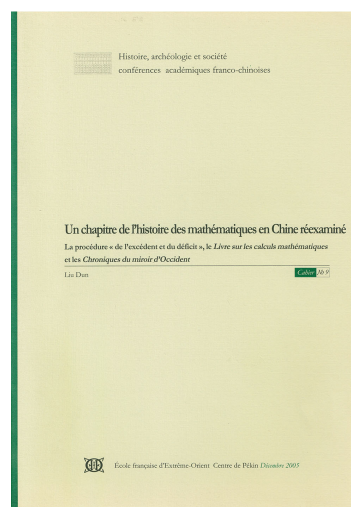 Histoire, archéologie et société
conférences académiques franco-chinoises
Un chapitre de l'histoire des mathématiques en Chine réexaminé
La procédure « de l'excédent et du déficit », le Livre sur les calculs mathématiques
et les Chroniques du miroir d'Occident
Liu Dun
Cahier № 9
École française d'Extrême-Orient Centre de Pékin Décembre 2005